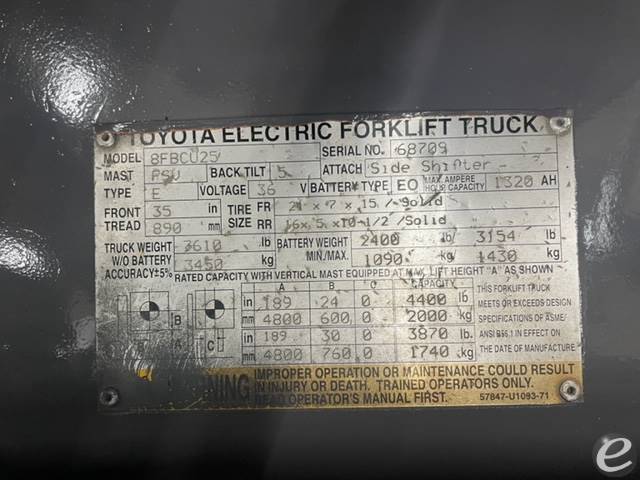 TOYOTA ELECTRIC FORKLIFT TRUCK
MODEL 8FBCU25 SERIAL NO. 68709
MAST FSU BACK TILT 5 ATTACH Side Shifter
TYPE E VOLTAGE 36 V BATTERY TYPE EO MAX. AMPERE HOUR CAPACITY 1320 AH
FRONT TREAD 35 in TIRE SIZE FR 21 x 7 x 15 /Solid
890 mm RR 16x 5 x10-1/2 /Solid
TRUCK WEIGHT W/O BATTERY 3610 lb BATTERY WEIGHT 2400 lb/ 3154 lb
ACCURACY±5% 3450 kg MIN./MAX. 1090 kg/ 1430 kg
RATED CAPACITY WITH VERTICAL MAST EQUIPPED AT MAX. LIFT HEIGHT "A" AS SHOWN
A B C CAPACITY THIS FORKLIFT TRUCK
in 189 24 0 4400 lb MEETS OR EXCEEDS DESIGN
mm 4800 600 0 2000 kg SPECIFICATIONS OF ASME/
in 189 30 0 3870 lb ANSI B56.1 IN EFFECT ON
mm 4800 760 0 1740 kg THE DATE OF MANUFACTURE
B
A A C
WARNING IMPROPER OPERATION OR MAINTENANCE COULD RESULT
IN INJURY OR DEATH. TRAINED OPERATORS ONLY.
READ OPERATOR'S MANUAL FIRST. 57847-U1093-71
e